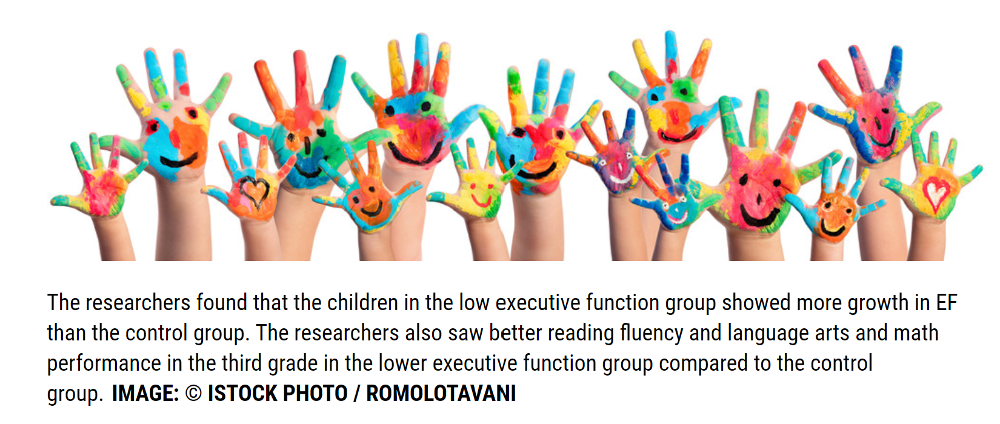 The researchers found that the children in the low executive function group showed more growth in EF
than the control group. The researchers also saw better reading fluency and language arts and math
performance in the third grade in the lower executive function group compared to the control
group. IMAGE: © ISTOCK PHOTO / ROMOLOTAVANI